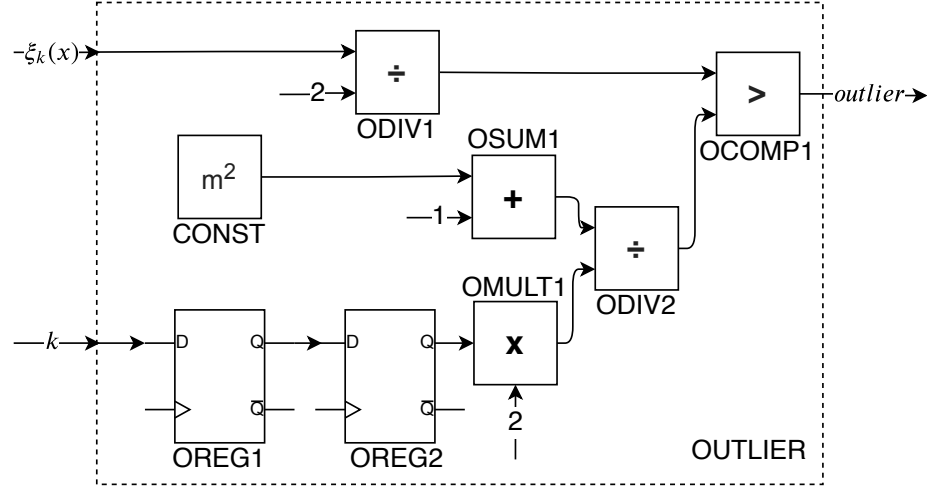 ξₖ(x)
÷
2
ODIV1
>
outlier
OCOMP1
m²
CONST
OSUM1
+
1
÷
ODIV2
OMULT1
x
2
k
D Q
Q̅
OREG1
D Q
Q̅
OREG2
OUTLIER